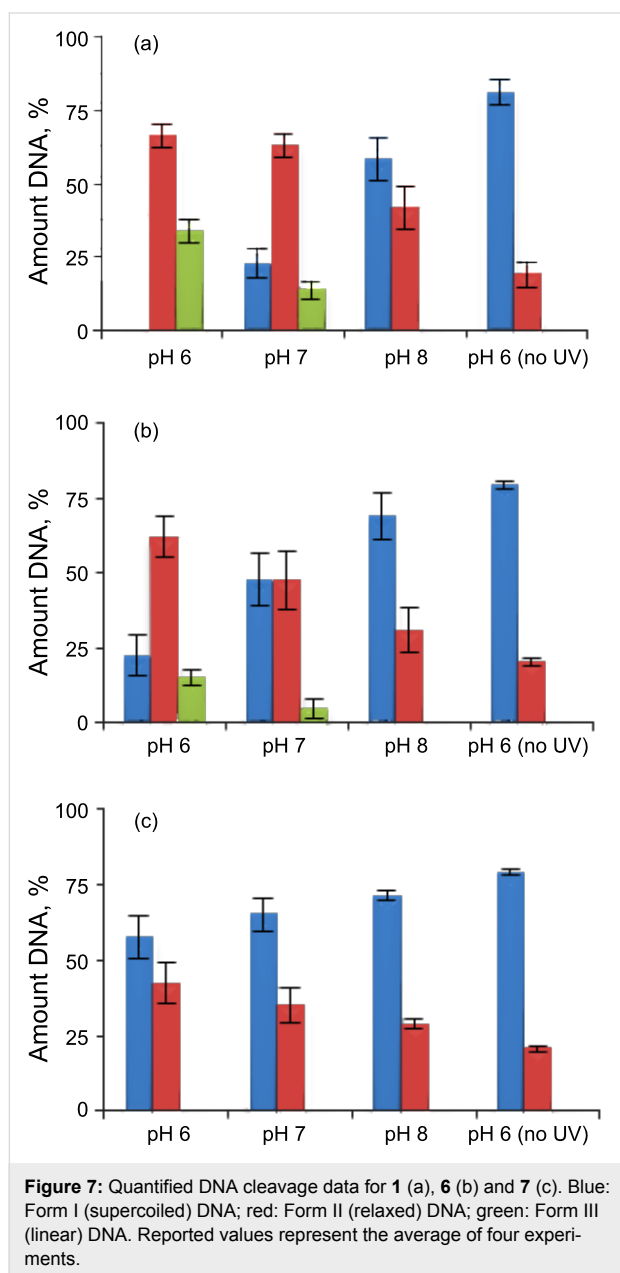 (a)
100
75
50
25
0
Amount DNA, %
pH 6 pH 7 pH 8 pH 6 (no UV)
(b)
100
75
50
25
0
Amount DNA, %
pH 6 pH 7 pH 8 pH 6 (no UV)
(c)
100
75
50
25
0
Amount DNA, %
pH 6 pH 7 pH 8 pH 6 (no UV)
Figure 7: Quantified DNA cleavage data for 1 (a), 6 (b) and 7 (c). Blue:
Form I (supercoiled) DNA; red: Form II (relaxed) DNA; green: Form III
(linear) DNA. Reported values represent the average of four experi-
ments.